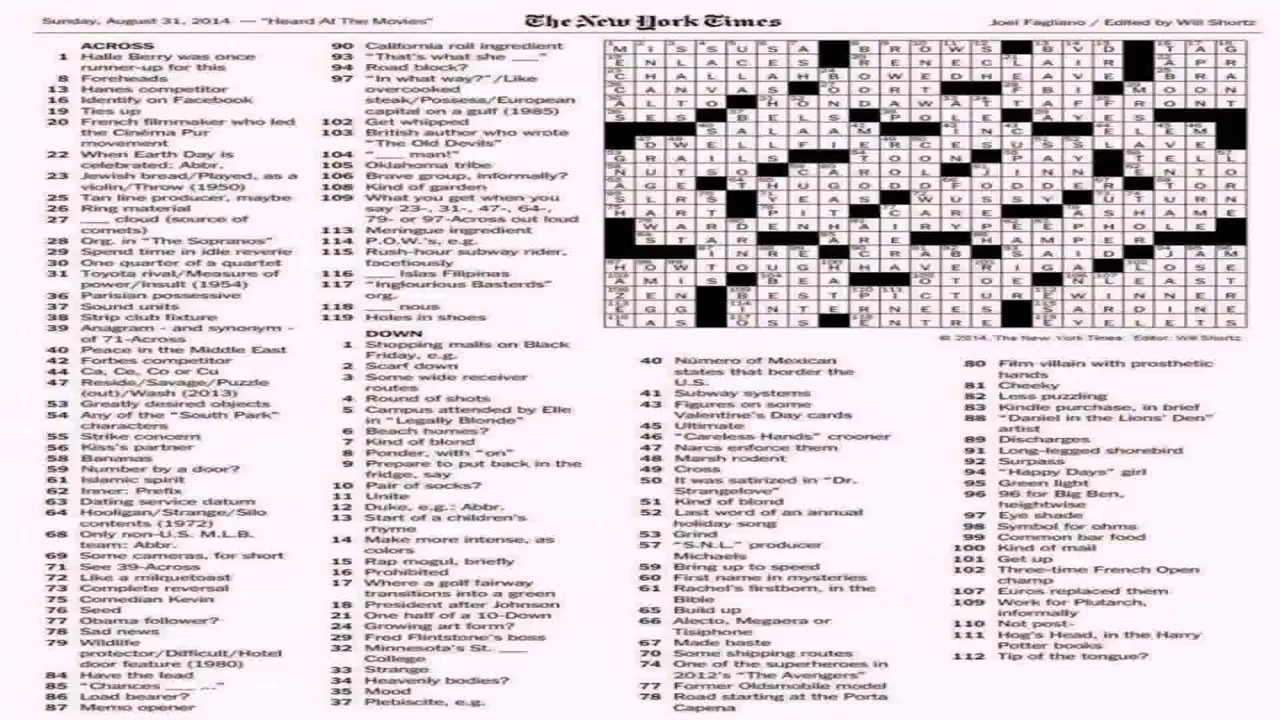 Sunday, August 31, 2014 — "Heard At The Movies"
The New York Times
Joel Fagliano / Edited by Will Shortz
ACROSS
1 Halle Berry was once
runner-up for this
8 Foreheads
13 Hanes competitor
16 Identify on Facebook
19 Ties up
20 French filmmaker who led
the Cinéma Pur
movement
22 When Earth Day is
celebrated: Abbr.
23 Jewish bread/Played, as a
violin/Throw (1950)
25 Tan line producer, maybe
26 Ring material
27 ___ cloud (source of
comets)
28 Org. in "The Sopranos"
29 Spend time in idle reverie
30 One quarter of a quartet
31 Toyota rival/Measure of
power/Insult (1954)
36 Parisian possessive
37 Sound units
38 Strip club fixture
39 Anagram - and synonym -
of 71-Across
40 Peace in the Middle East
42 Forbes competitor
44 Ca, Ce, Co or Cu
47 Reside/Savage/Puzzle
(out)/Wash (2013)
53 Greatly desired objects
54 Any of the "South Park"
characters
55 Strike concern
56 Kiss's partner
58 Bananas
59 Number by a door?
61 Islamic spirit
62 Inner: Prefix
63 Dating service datum
64 Hooligan/Strange/Silo
contents (1972)
68 Only non-U.S. M.L.B.
team: Abbr.
69 Some cameras, for short
71 See 39-Across
72 Like a milquetoast
73 Complete reversal
75 Comedian Kevin
76 Seed
77 Obama follower?
78 Sad news
79 Wildlife
protector/Difficult/Hotel
door feature (1980)
84 Have the lead
85 "Chances ___ ..."
86 Load bearer?
87 Memo opener
90 California roll ingredient
93 "That's what she ___"
94 Road block?
97 "In what way?"/Like
overcooked
steak/Possess/European
capital on a gulf (1985)
102 Get whipped
103 British author who wrote
"The Old Devils"
104 "___ man!"
105 Oklahoma tribe
106 Brave group, informally?
108 Kind of garden
109 What you get when you
say 23-, 31-, 47-, 64-,
79- or 97-Across out loud
113 Meringue ingredient
114 P.O.W.'s, e.g.
115 Rush-hour subway rider,
facetiously
116 ___ Islas Filipinas
117 "Inglourious Basterds"
org.
118 ___ nous
119 Holes in shoes
DOWN
1 Shopping malls on Black
Friday, e.g.
2 Scarf down
3 Some wide receiver
routes
4 Round of shots
5 Campus attended by Elle
in "Legally Blonde"
6 Beach homes?
7 Kind of blond
8 Ponder, with "on"
9 Prepare to put back in the
fridge, say
10 Pair of socks?
11 Unite
12 Duke, e.g.: Abbr.
13 Start of a children's
rhyme
14 Make more intense, as
colors
15 Rap mogul, briefly
16 Prohibited
17 Where a golf fairway
transitions into a green
18 President after Johnson
21 One half of a 10-Down
24 Growing art form?
29 Fred Flintstone's boss
32 Minnesota's St. ___
College
33 Strange
34 Heavenly bodies?
35 Mood
37 Plebiscite, e.g.
© 2014, The New York Times. Editor: Will Shortz
40 Número of Mexican
states that border the
U.S.
41 Subway systems
43 Figures on some
Valentine's Day cards
45 Ultimate
46 "Careless Hands" crooner
47 Narcs enforce them
48 Marsh rodent
49 Cross
50 It was satirized in "Dr.
Strangelove"
51 Kind of blond
52 Last word of an annual
holiday song
53 Grind
57 "S.N.L." producer
Michaels
59 Bring up to speed
60 First name in mysteries
61 Rachel's firstborn, in the
Bible
65 Build up
66 Alecto, Megaera or
Tisiphone
67 Made haste
70 Some shipping routes
74 One of the superheroes in
2012's "The Avengers"
77 Former Oldsmobile model
78 Road starting at the Porta
Capena
80 Film villain with prosthetic
hands
81 Cheeky
82 Less puzzling
83 Kindle purchase, in brief
88 "Daniel in the Lions' Den"
artist
89 Discharges
91 Long-legged shorebird
92 Surpass
94 "Happy Days" girl
95 Green light
96 96 for Big Ben,
heightwise
97 Eye shade
98 Symbol for ohms
99 Common bar food
100 Kind of mail
101 Get up
102 Three-time French Open
champ
107 Euros replaced them
109 Work for Plutarch,
informally
110 Not post-
111 Hog's Head, in the Harry
Potter books
112 Tip of the tongue?